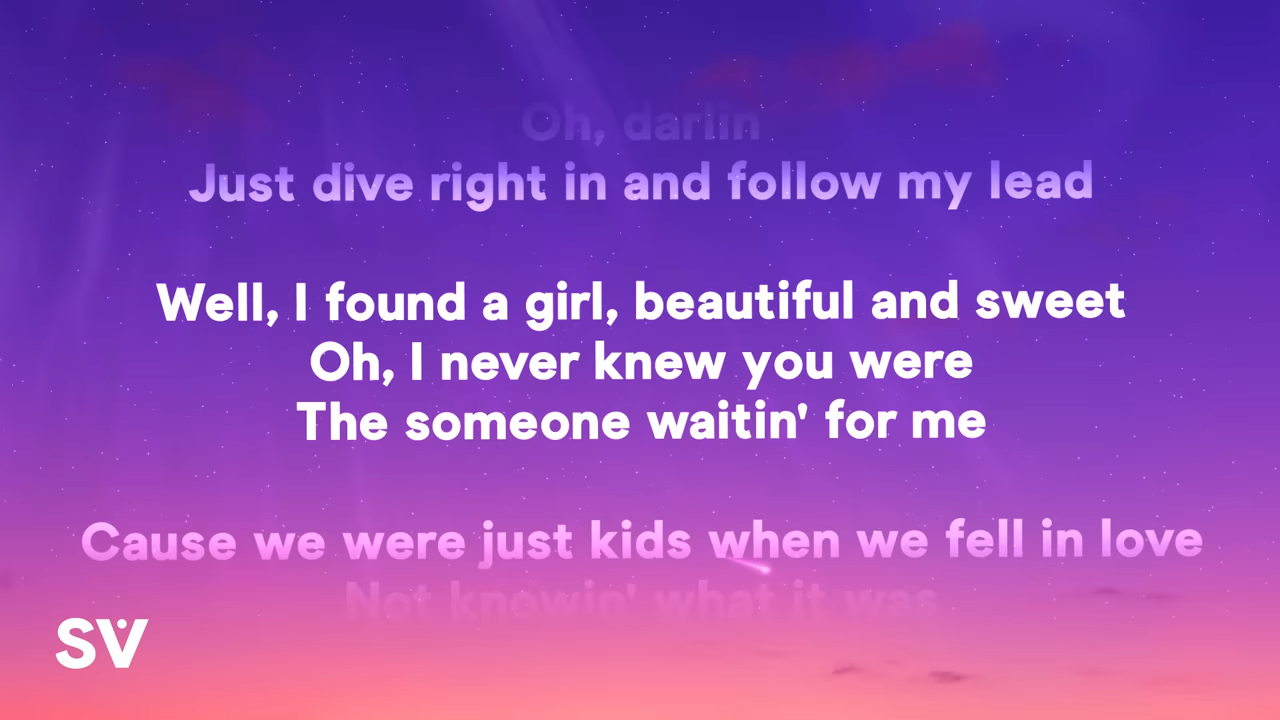 Oh, darlin
Just dive right in and follow my lead
Well, I found a girl, beautiful and sweet
Oh, I never knew you were
The someone waitin' for me
Cause we were just kids when we fell in love
Not knowin' what it was
SV